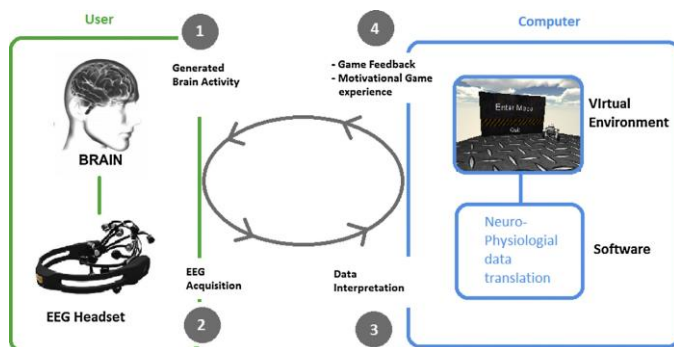 User
1
4
Computer
Generated
Brain Activity
- Game Feedback
- Motivational Game
experience
BRAIN
Enter Maze
Quit
VIrtual
Environment
EEG Headset
EEG
Acquisition
2
Data
Interpretation
3
Neuro-
Physiologial
data
translation
Software